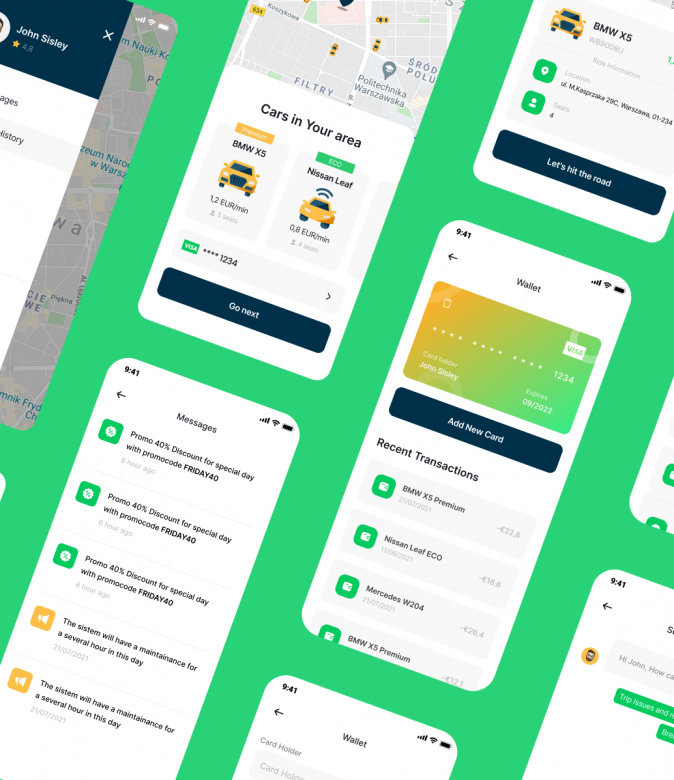 John Sisley
4,8
ages
History
m Nauki Ko
PO
zeum Naro
w Warsz
w a
Piękna
CIE
WE
mnik Fryd
Ch
634
Koszykowa
ŚRÓD
POŁU
Politechnika
Warszawska
FILTRY
Cars in Your area
Premium
BMW X5
1,2 EUR/min
5 seats
ECO
Nissan Leaf
0,8 EUR/min
4 seats
VISA **** 1234
Go next
BMW X5
WB9008U
Ride information
Location
ul. M.Kasprzaka 29C, Warszawa, 01-234
Seats
4
Let's hit the road
9:41
Wallet
VISA
1234
Card holder
John Sisley
Expires
09/2022
Add New Card
Recent Transactions
BMW X5 Premium
21/07/2021
-€22,8
Nissan Leaf ECO
11/06/2021
-€16,6
Mercedes W204
21/07/2021
-€26,4
BMW X5 Premium
-€12,1
9:41
Messages
Promo 40% Discount for special day
with promocode FRIDAY40
6 hour ago
Promo 40% Discount for special day
with promocode FRIDAY40
6 hour ago
Promo 40% Discount for special day
with promocode FRIDAY40
6 hour ago
The sistem will have a maintainance for
a several hour in this day
21/07/2021
The sistem will have a maintainance for
a several hour in this day
21/07/2021
9:41
Wallet
Card Holder
Card Holde
9:41
Hi John, How ca
Trip Issues and r
Brea